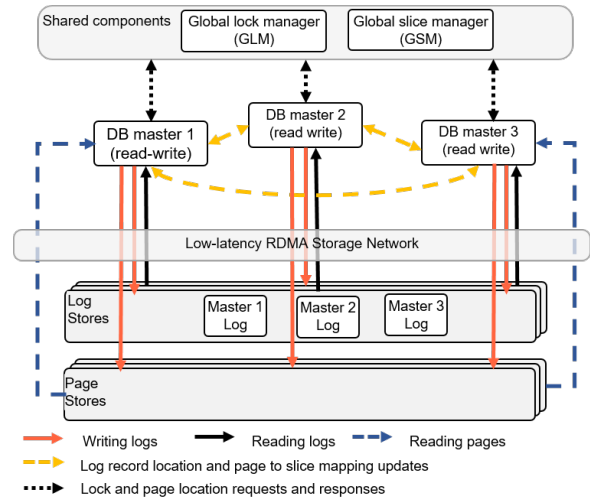 Shared components
Global lock manager
(GLM)
Global slice manager
(GSM)
DB master 1
(read-write)
DB master 2
(read write)
DB master 3
(read write)
Low-latency RDMA Storage Network
Log
Stores
Master 1
Log
Master 2
Log
Master 3
Log
Page
Stores
Writing logs
Reading logs
Reading pages
Log record location and page to slice mapping updates
Lock and page location requests and responses